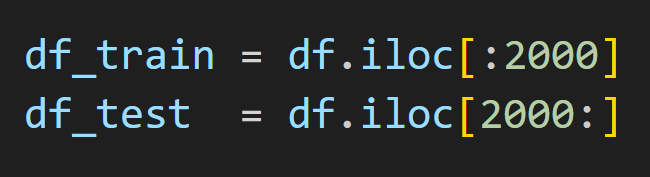 df_train = df.iloc[:2000]
df_test  = df.iloc[2000:]